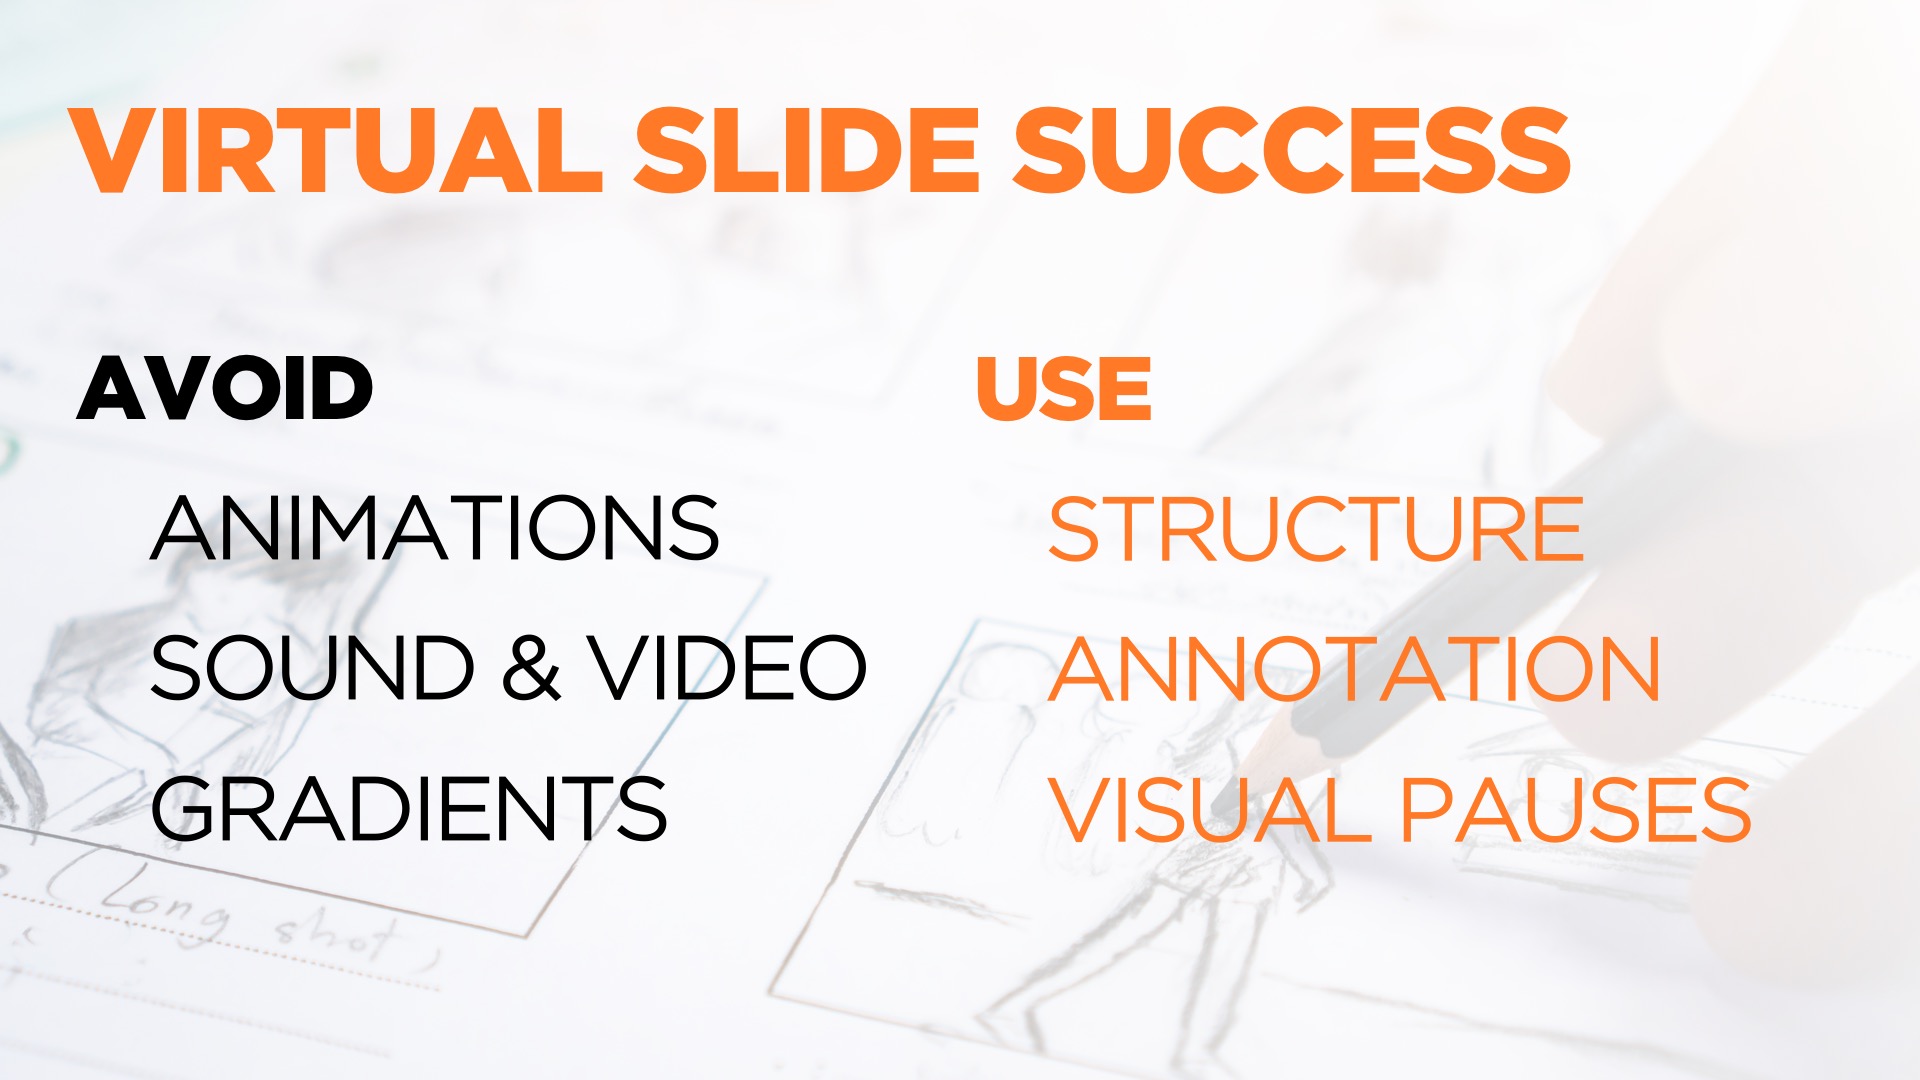 VIRTUAL SLIDE SUCCESS
AVOID
ANIMATIONS
SOUND & VIDEO
GRADIENTS
USE
STRUCTURE
ANNOTATION
VISUAL PAUSES
(Long shot)